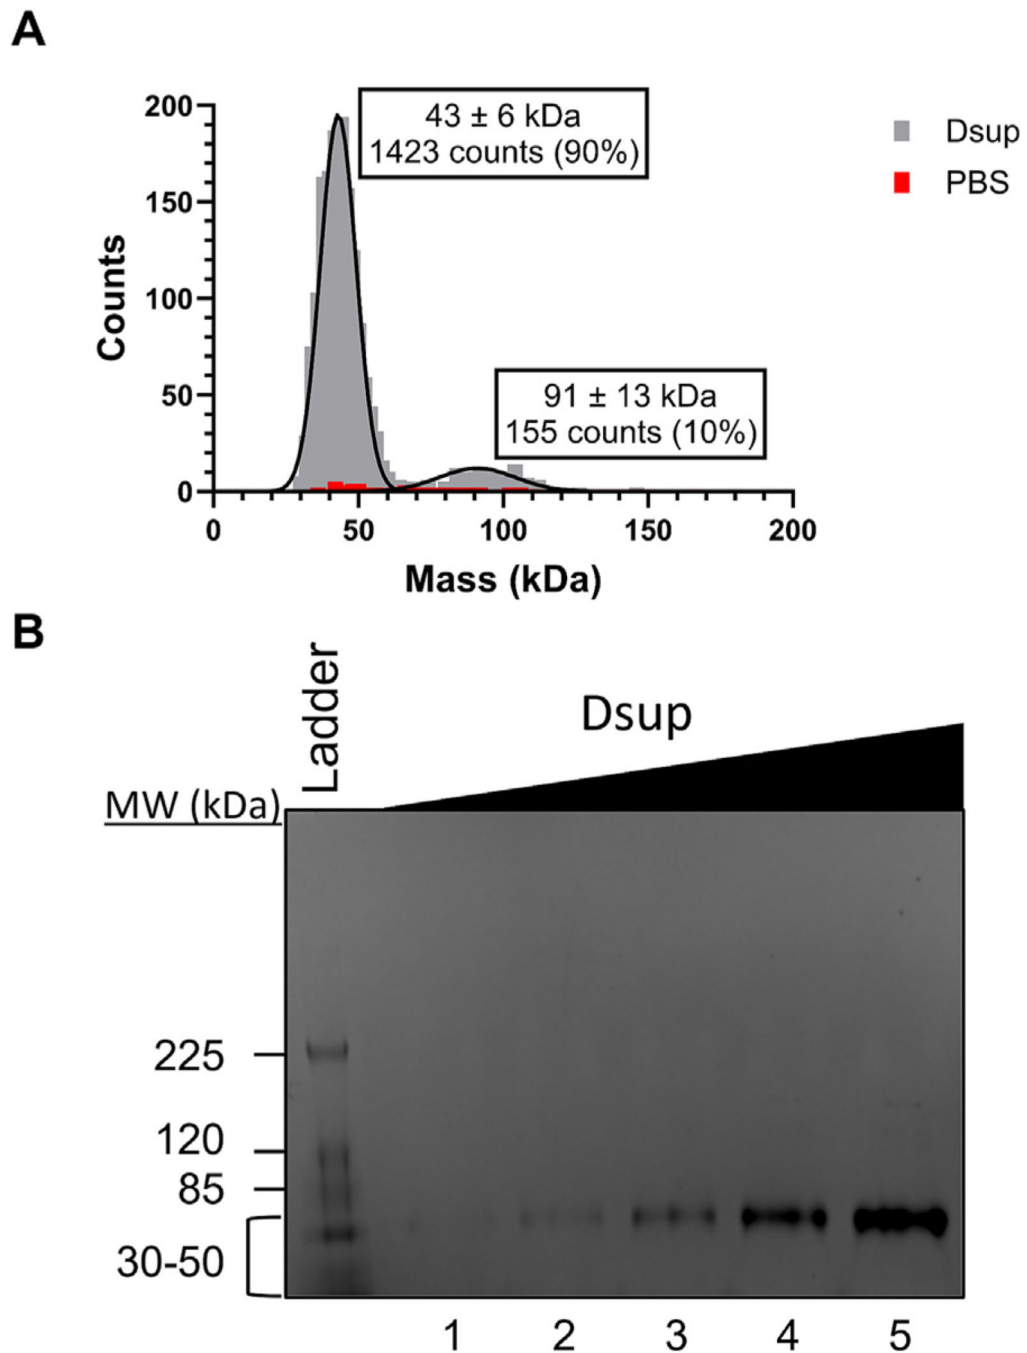 A
43 ± 6 kDa
1423 counts (90%)
Dsup
PBS
91 ± 13 kDa
155 counts (10%)
200
150
100
50
0
Counts
0 50 100 150 200
Mass (kDa)
B
Ladder
Dsup
MW (kDa)
225
120
85
30-50
1 2 3 4 5